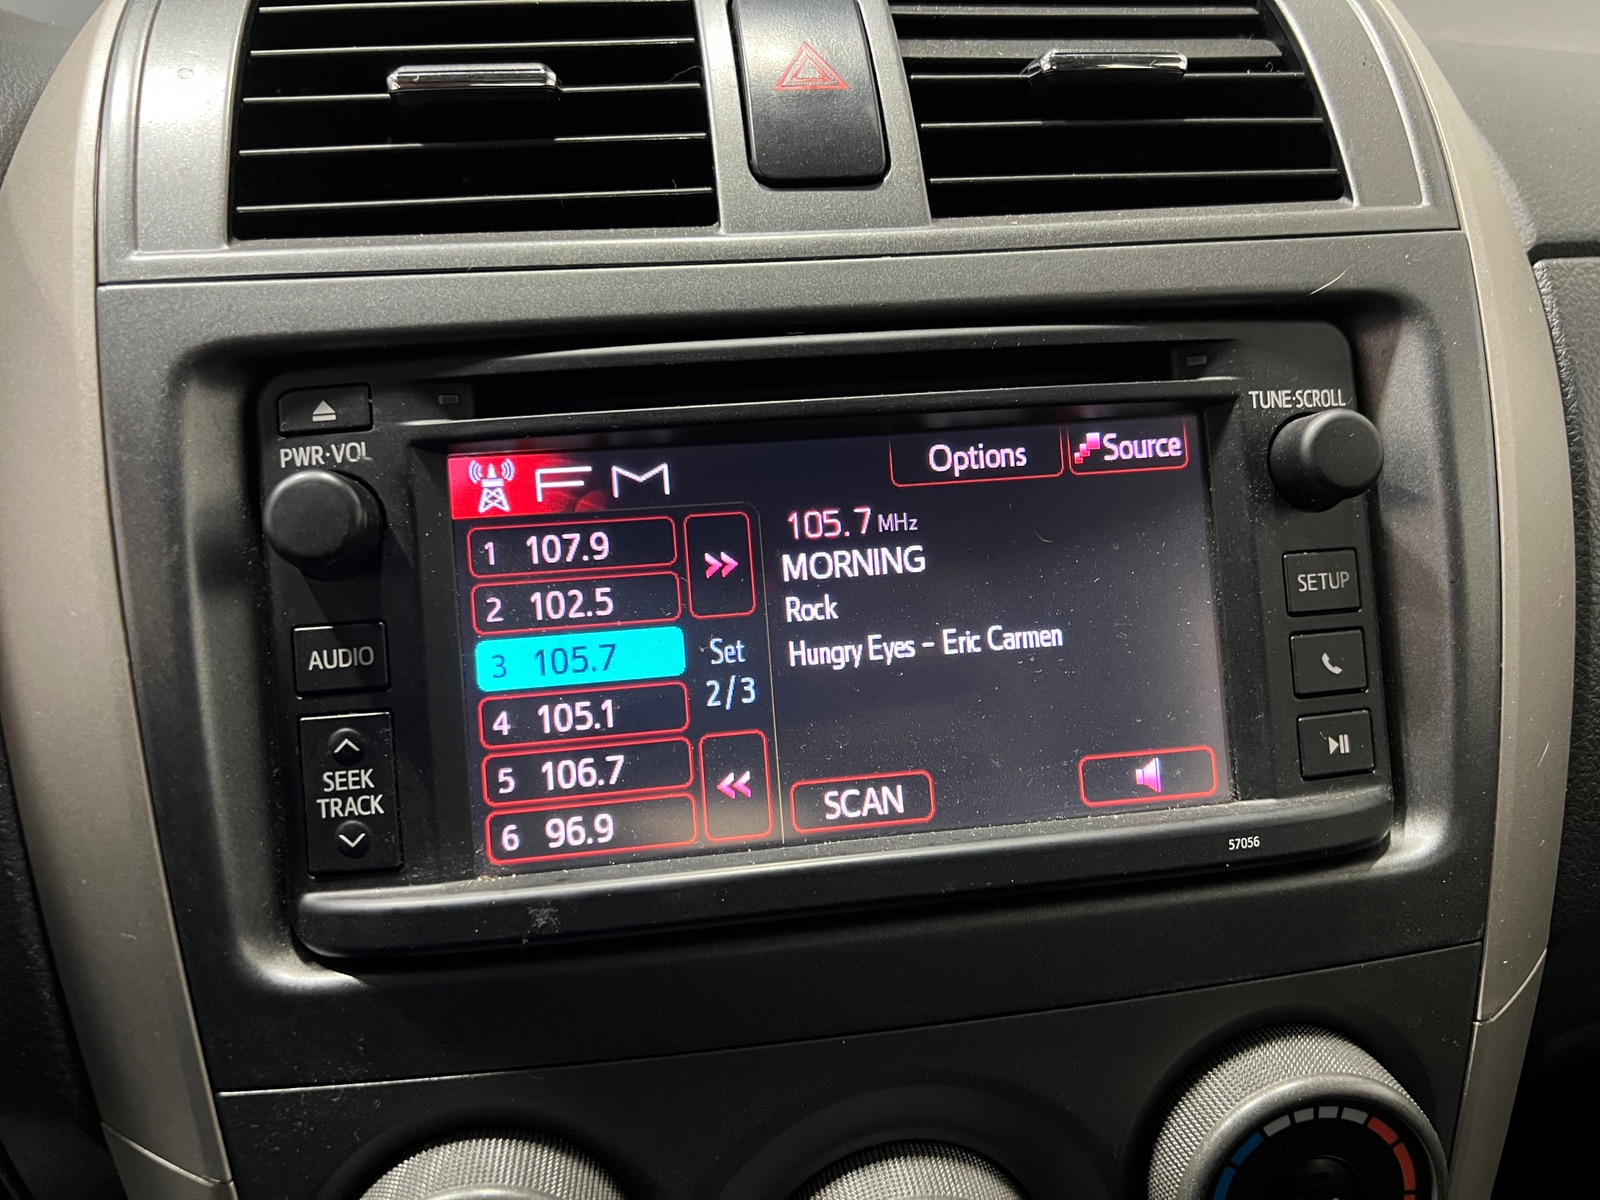 TUNE·SCROLL
PWR·VOL
FM
Options
Source
1 107.9
2 102.5
3 105.7
4 105.1
5 106.7
6 96.9
Set
2/3
105.7 MHz
MORNING
Rock
Hungry Eyes - Eric Carmen
SCAN
AUDIO
SEEK
TRACK
SETUP
57056